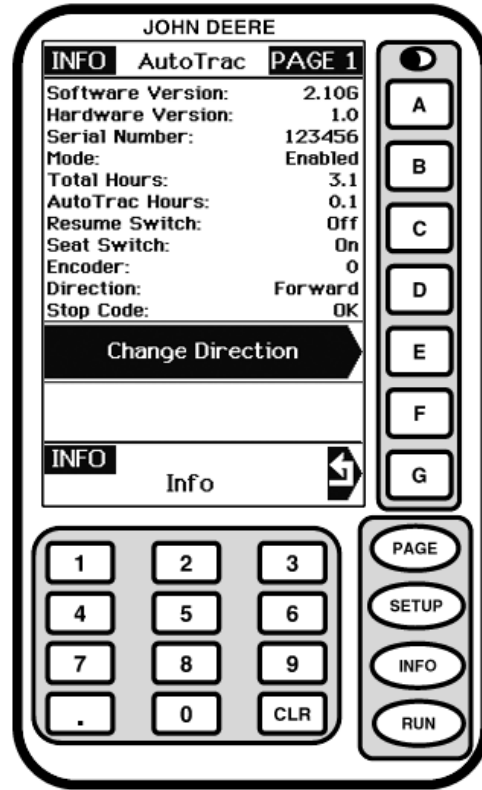 JOHN DEERE
INFO AutoTrac PAGE 1
Software Version: 2.10G
Hardware Version: 1.0
Serial Number: 123456
Mode: Enabled
Total Hours: 3.1
AutoTrac Hours: 0.1
Resume Switch: Off
Seat Switch: On
Encoder: 0
Direction: Forward
Stop Code: OK
Change Direction
INFO
Info
A
B
C
D
E
F
G
1 2 3
4 5 6
7 8 9
. 0 CLR
PAGE
SETUP
INFO
RUN